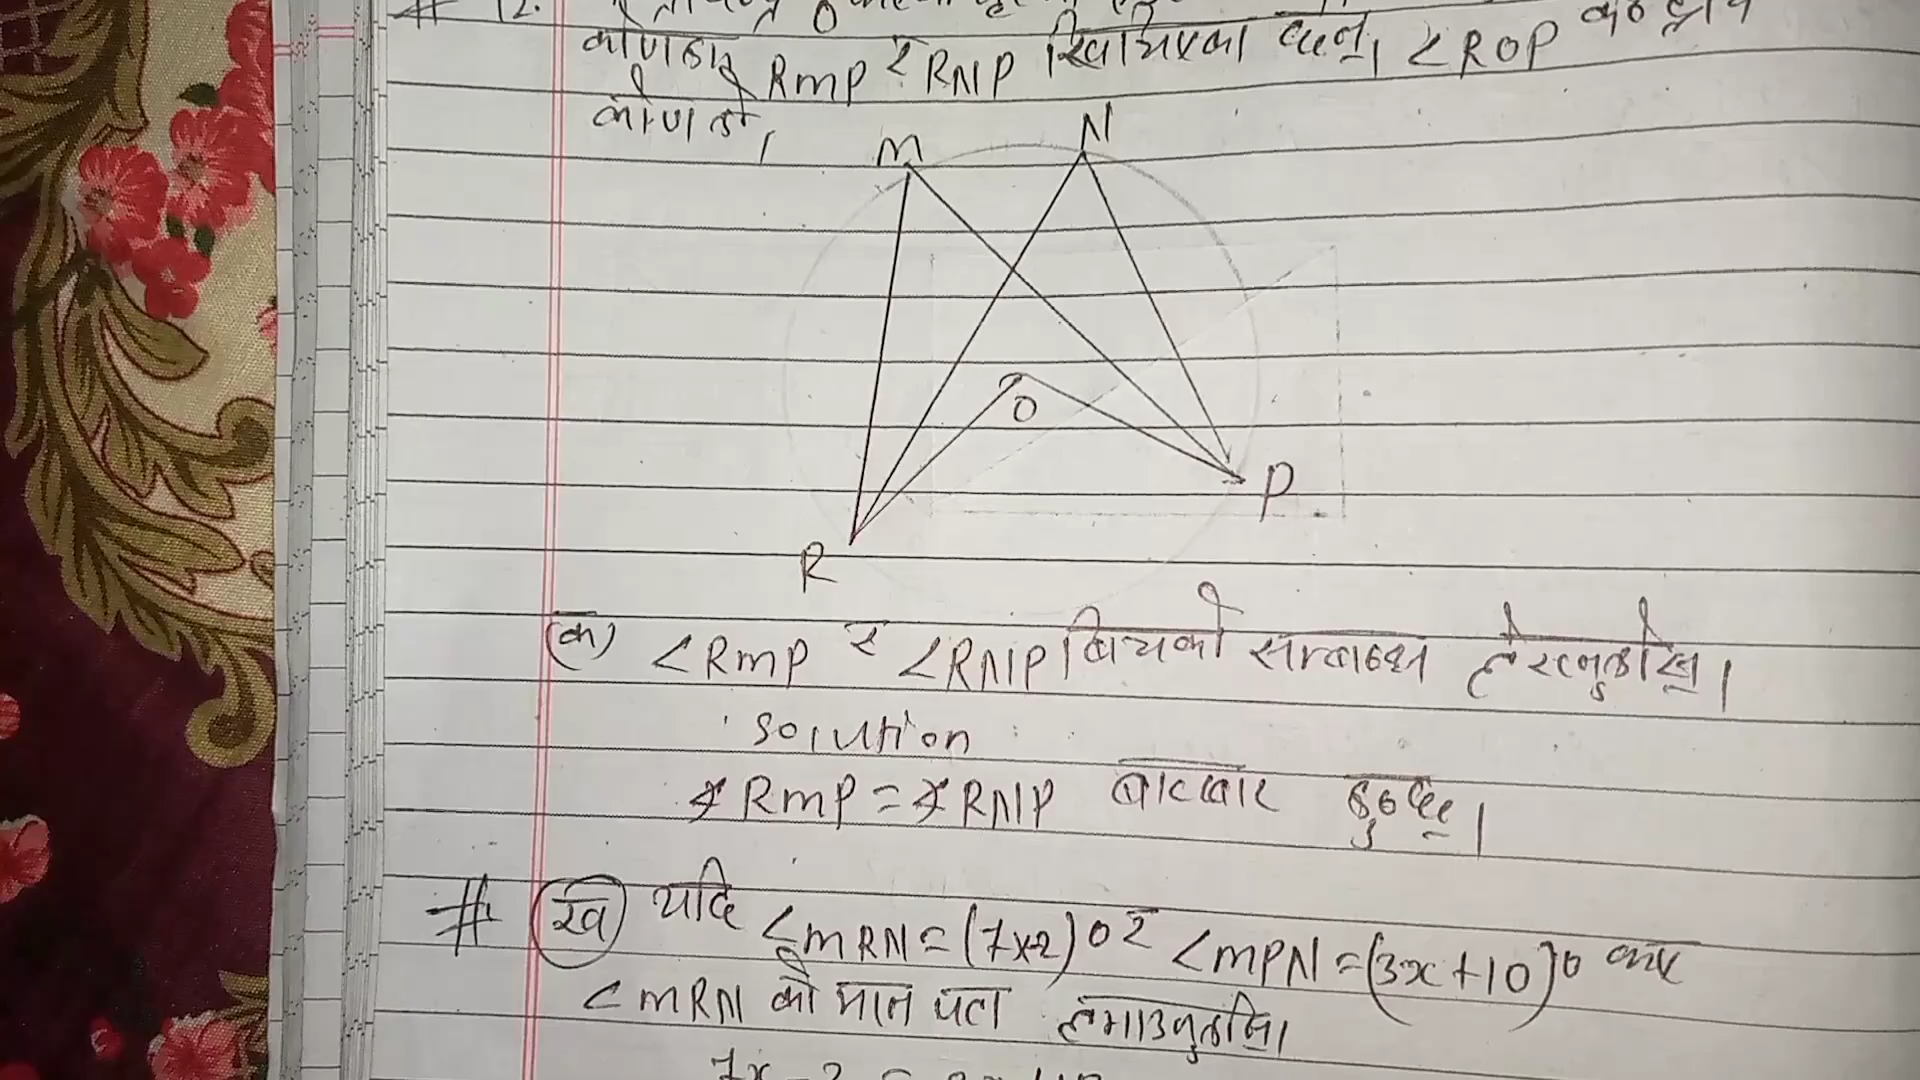 # 12.
कोणहरू RMP र RNP खिचिएका छन्। <ROP केन्द्रीय
कोण हो।
M N
O
P
R
(क) <RMP र <RNP बिचको सम्बन्ध लेख्नुहोस्।
Solution
∡RMP = ∡RNP बराबर हुन्छन्।
# (ख) यदि <MRN = (7x-2)° र <MPN = (3x+10)° भए
<MRN को मान पत्ता लगाउनुहोस्।